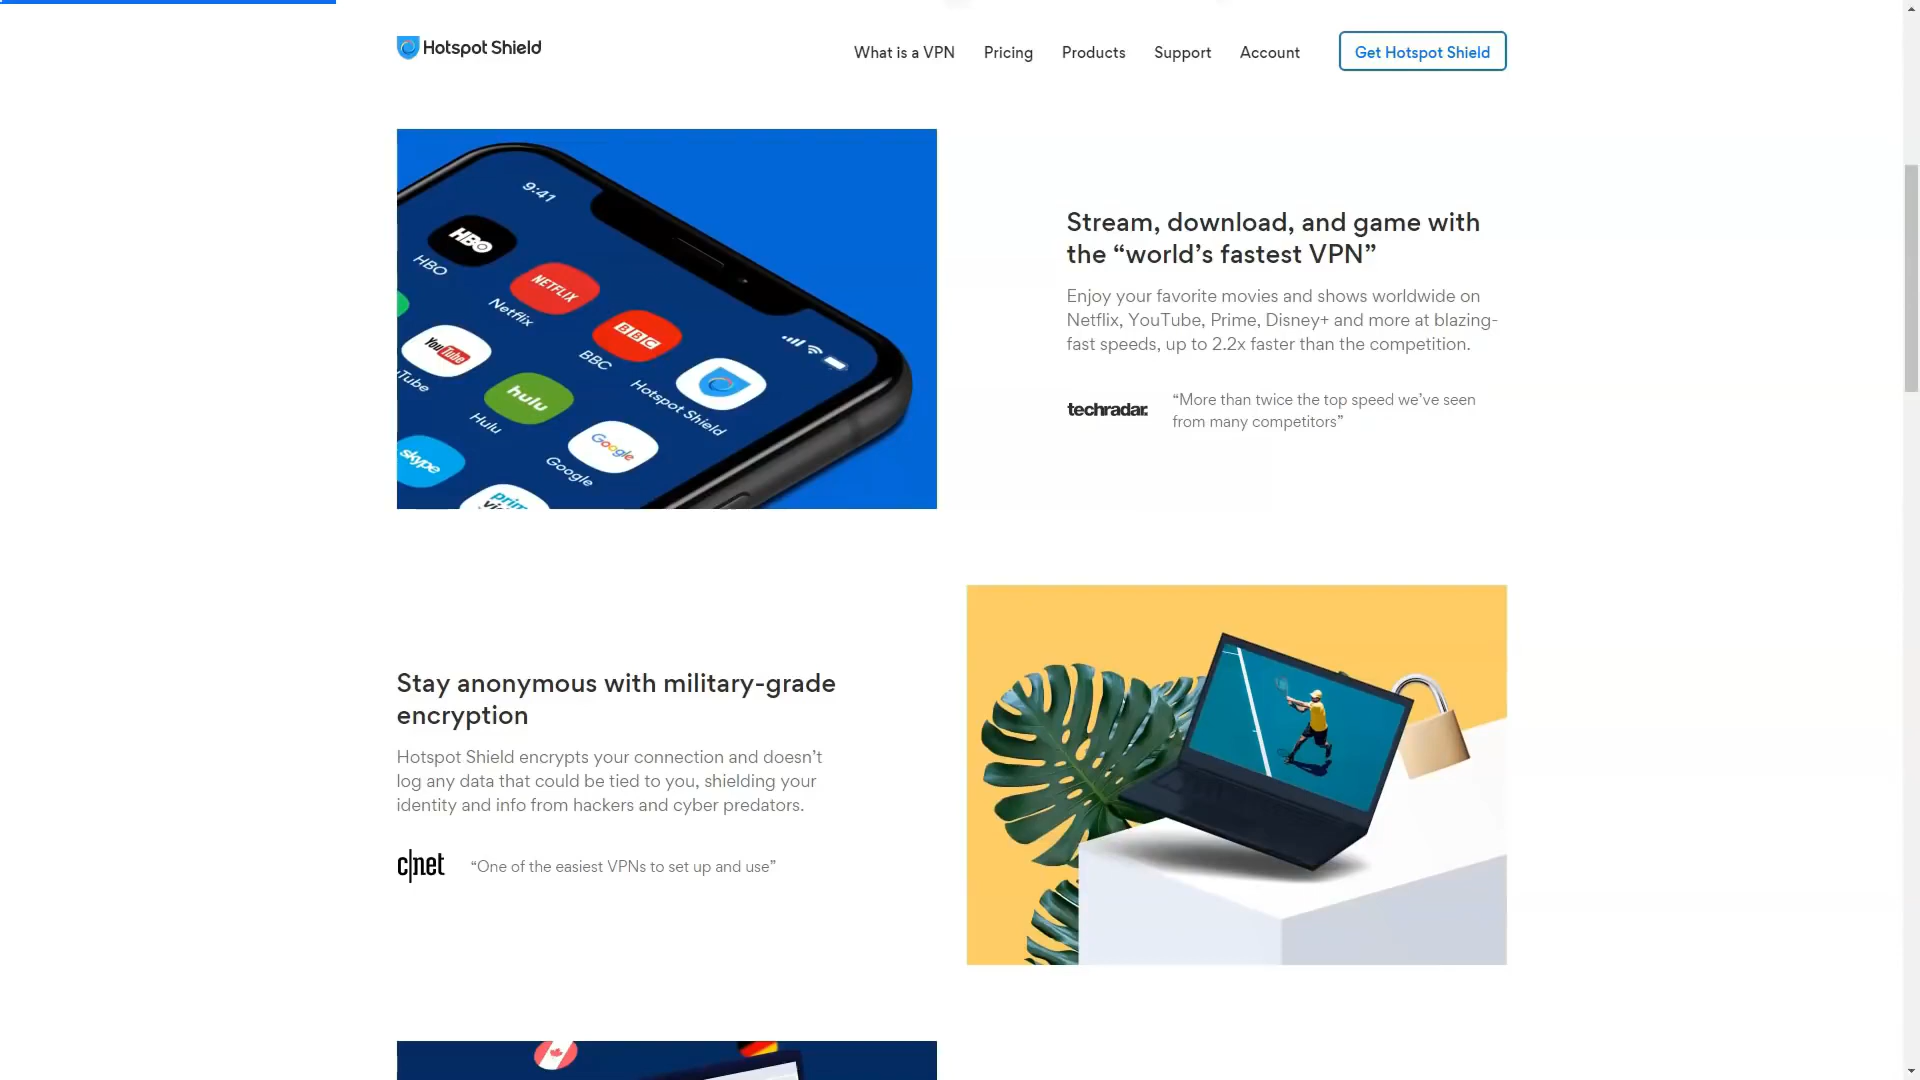 Hotspot Shield
What is a VPN
Pricing
Products
Support
Account
Get Hotspot Shield
9:41
HBO
HBO
NETFLIX
Netflix
BBC
BBC
Hotspot Shield
YouTube
uTube
hulu
Hulu
Google
Google
skype
Stream, download, and game with
the “world’s fastest VPN”
Enjoy your favorite movies and shows worldwide on
Netflix, YouTube, Prime, Disney+ and more at blazing-
fast speeds, up to 2.2x faster than the competition.
techradar.
“More than twice the top speed we’ve seen
from many competitors”
Stay anonymous with military-grade
encryption
Hotspot Shield encrypts your connection and doesn’t
log any data that could be tied to you, shielding your
identity and info from hackers and cyber predators.
c|net
“One of the easiest VPNs to set up and use”